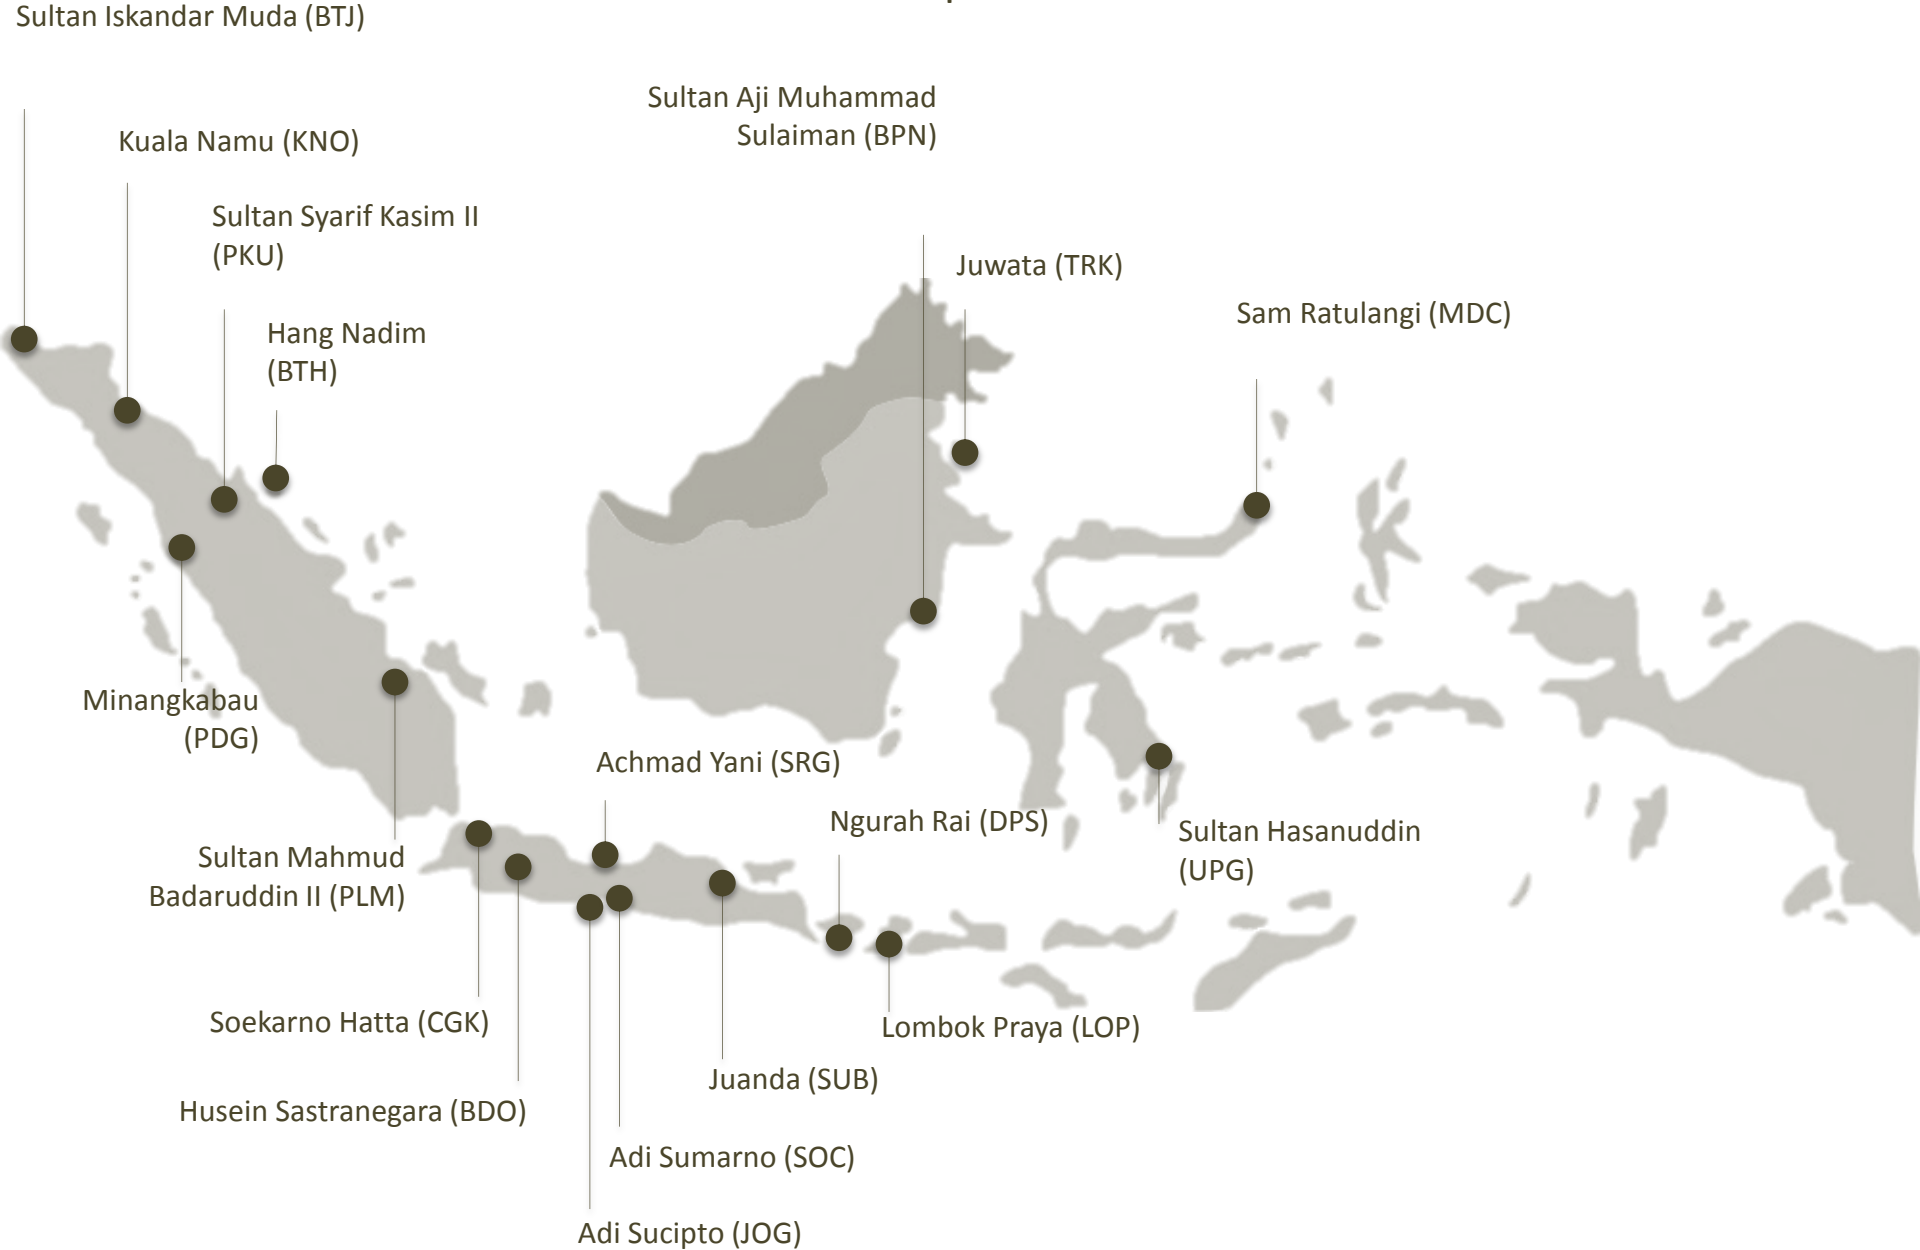 Sultan Iskandar Muda (BTJ)
Sultan Aji Muhammad
Sulaiman (BPN)
Kuala Namu (KNO)
Sultan Syarif Kasim II
(PKU)
Juwata (TRK)
Sam Ratulangi (MDC)
Hang Nadim
(BTH)
Minangkabau
(PDG)
Achmad Yani (SRG)
Ngurah Rai (DPS)
Sultan Hasanuddin
(UPG)
Sultan Mahmud
Badaruddin II (PLM)
Soekarno Hatta (CGK)
Lombok Praya (LOP)
Juanda (SUB)
Husein Sastranegara (BDO)
Adi Sumarno (SOC)
Adi Sucipto (JOG)